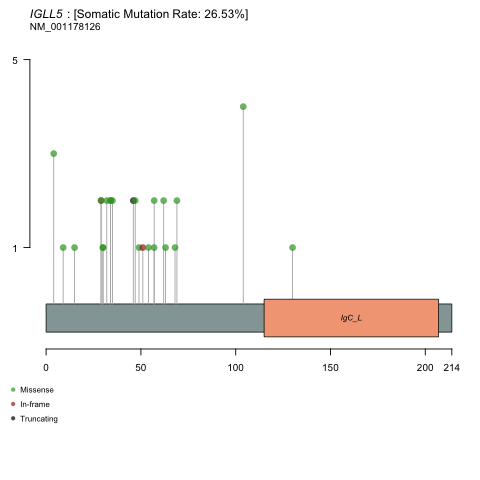 IGLL5 : [Somatic Mutation Rate: 26.53%]
NM_001178126
5
1
IgC_L
0 50 100 150 200 214
Missense
In-frame
Truncating